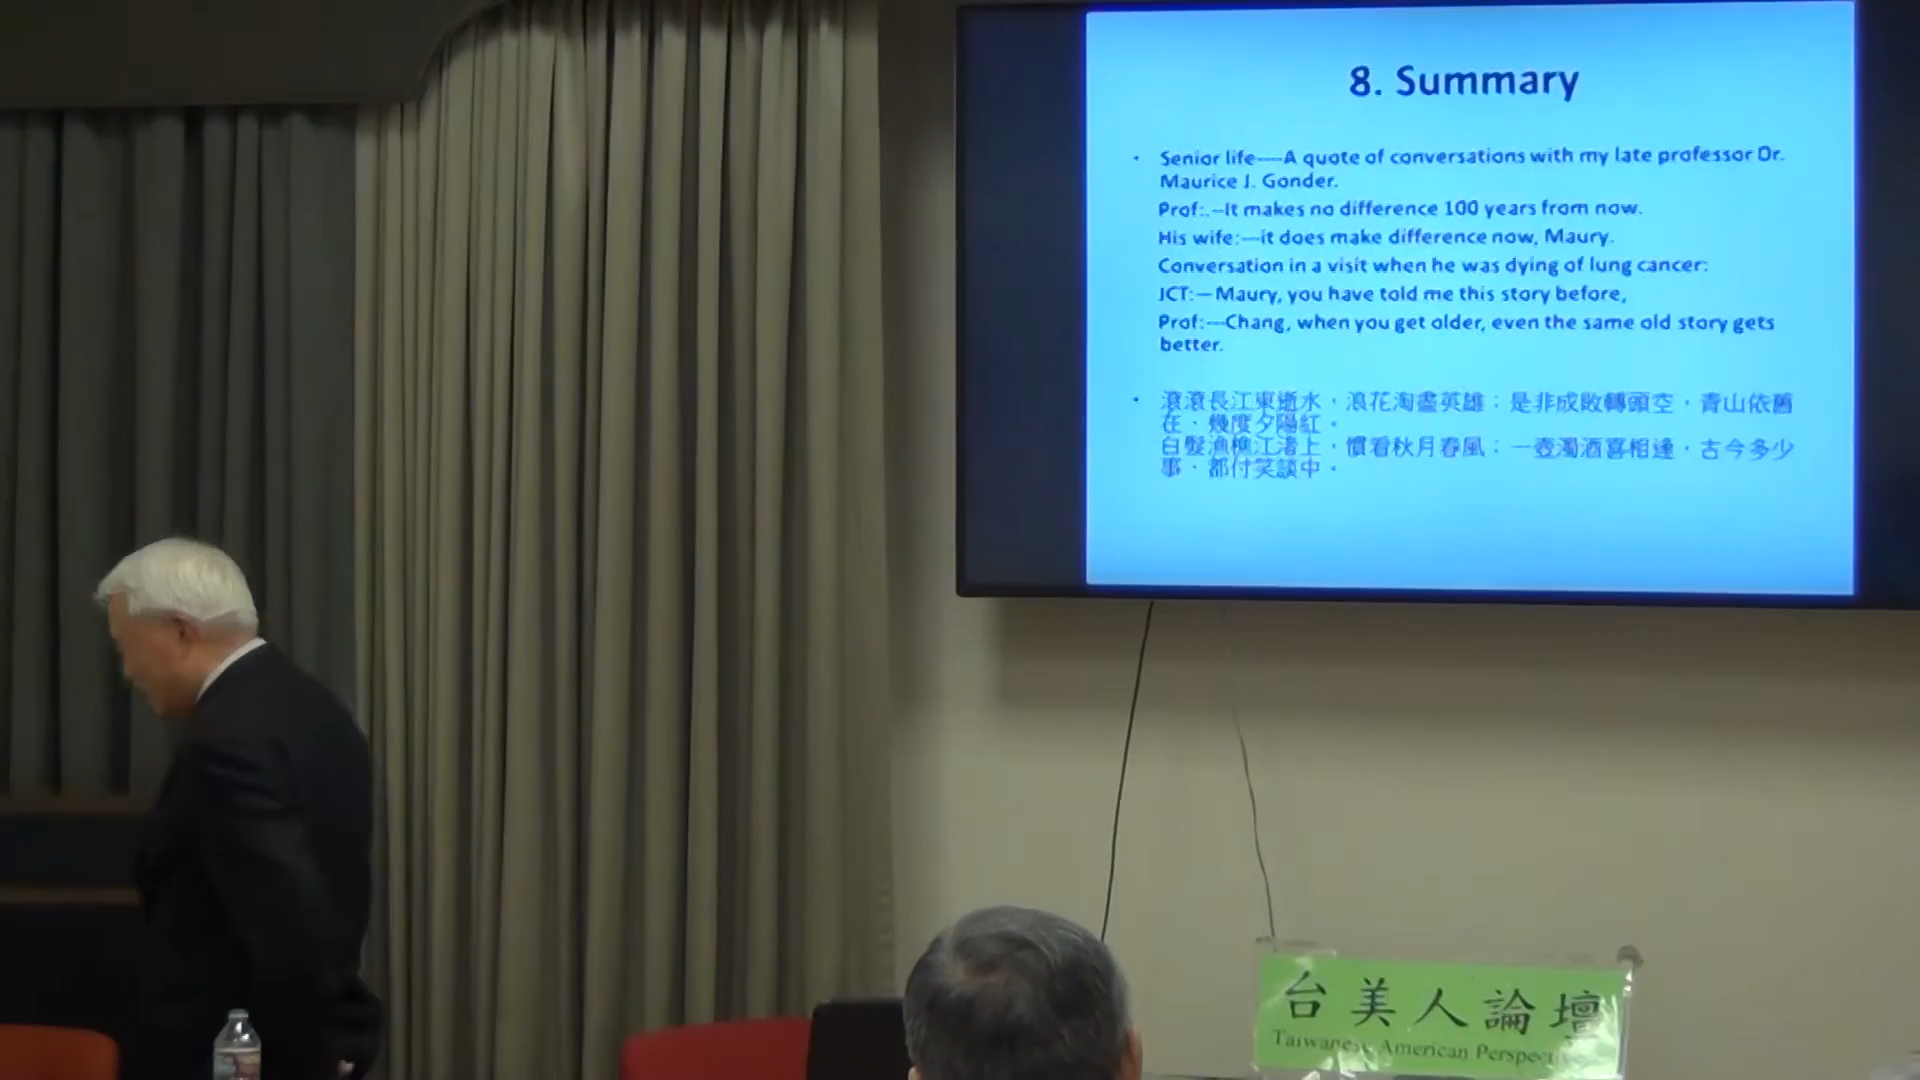 8. Summary
• Senior life----A quote of conversations with my late professor Dr.
Maurice J. Gonder.
Prof:.--It makes no difference 100 years from now.
His wife:---it does make difference now, Maury.
Conversation in a visit when he was dying of lung cancer:
JCT:-- Maury, you have told me this story before,
Prof:---Chang, when you get older, even the same old story gets
better.
• 滾滾長江東逝水，浪花淘盡英雄；是非成敗轉頭空，青山依舊
在，幾度夕陽紅。
白髮漁樵江渚上，慣看秋月春風；一壺濁酒喜相逢，古今多少
事，都付笑談中。
台美人論壇
Taiwanese American